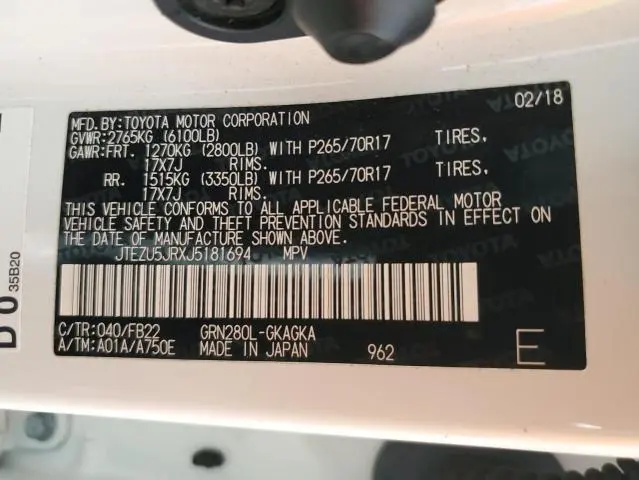 MFD.BY:TOYOTA MOTOR CORPORATION 02/18
GVWR:2765KG (6100LB)
GAWR:FRT. 1270KG (2800LB) WITH P265/70R17 TIRES,
17X7J RIMS,
RR. 1515KG (3350LB) WITH P265/70R17 TIRES,
17X7J RIMS,
THIS VEHICLE CONFORMS TO ALL APPLICABLE FEDERAL MOTOR
VEHICLE SAFETY AND THEFT PREVENTION STANDARDS IN EFFECT ON
THE DATE OF MANUFACTURE SHOWN ABOVE.
JTEZU5JRXJ5181694 MPV
C/TR:040/FB22 GRN280L-GKAGKA
A/TM:A01A/A750E MADE IN JAPAN 962 E
35B20
TOYOTA
TOYOTA